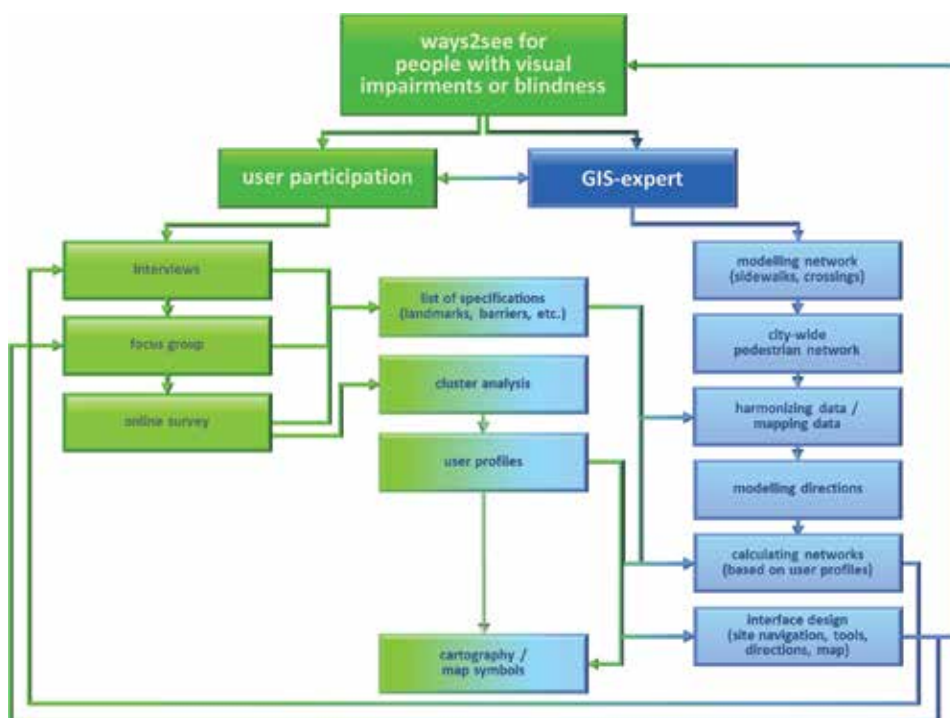 ways2see for
people with visual
impairments or blindness
user participation
GIS-expert
Interviews
focus group
online survey
list of specifications
(landmarks, barriers, etc.)
cluster analysis
user profiles
cartography /
map symbols
modelling network
(sidewalks, crossings)
city-wide
pedestrian network
harmonizing data /
mapping data
modelling directions
calculating networks
(based on user profiles)
interface design
(site navigation, tools,
directions, map)